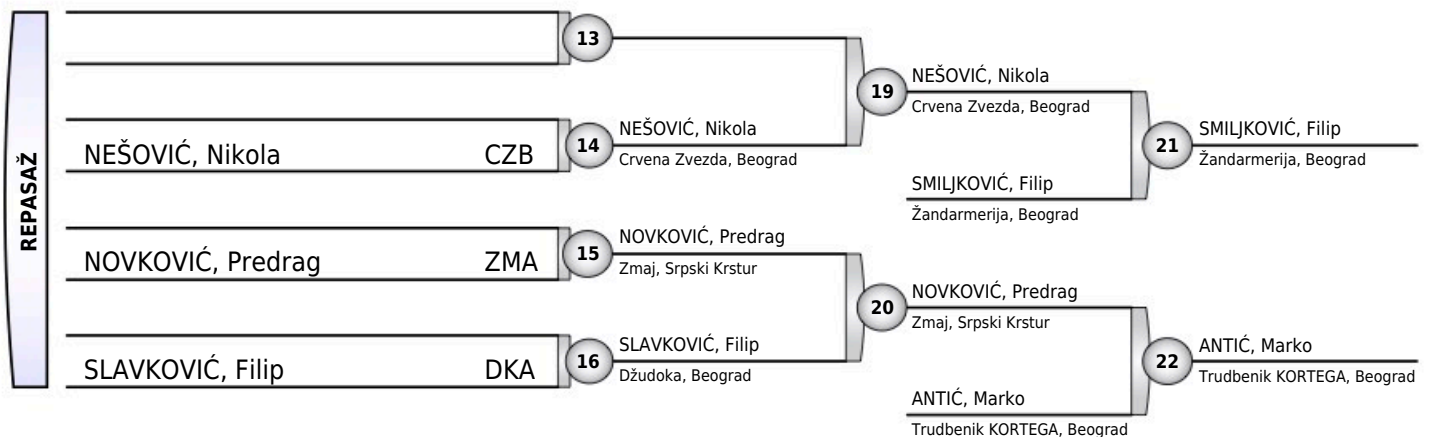 REPASAŽ
13
NEŠOVIĆ, Nikola CZB
14
NEŠOVIĆ, Nikola
Crvena Zvezda, Beograd
NOVKOVIĆ, Predrag ZMA
15
NOVKOVIĆ, Predrag
Zmaj, Srpski Krstur
SLAVKOVIĆ, Filip DKA
16
SLAVKOVIĆ, Filip
Džudoka, Beograd
19
NEŠOVIĆ, Nikola
Crvena Zvezda, Beograd
SMILJKOVIĆ, Filip
Žandarmerija, Beograd
20
NOVKOVIĆ, Predrag
Zmaj, Srpski Krstur
ANTIĆ, Marko
Trudbenik KORTEGA, Beograd
21
SMILJKOVIĆ, Filip
Žandarmerija, Beograd
22
ANTIĆ, Marko
Trudbenik KORTEGA, Beograd